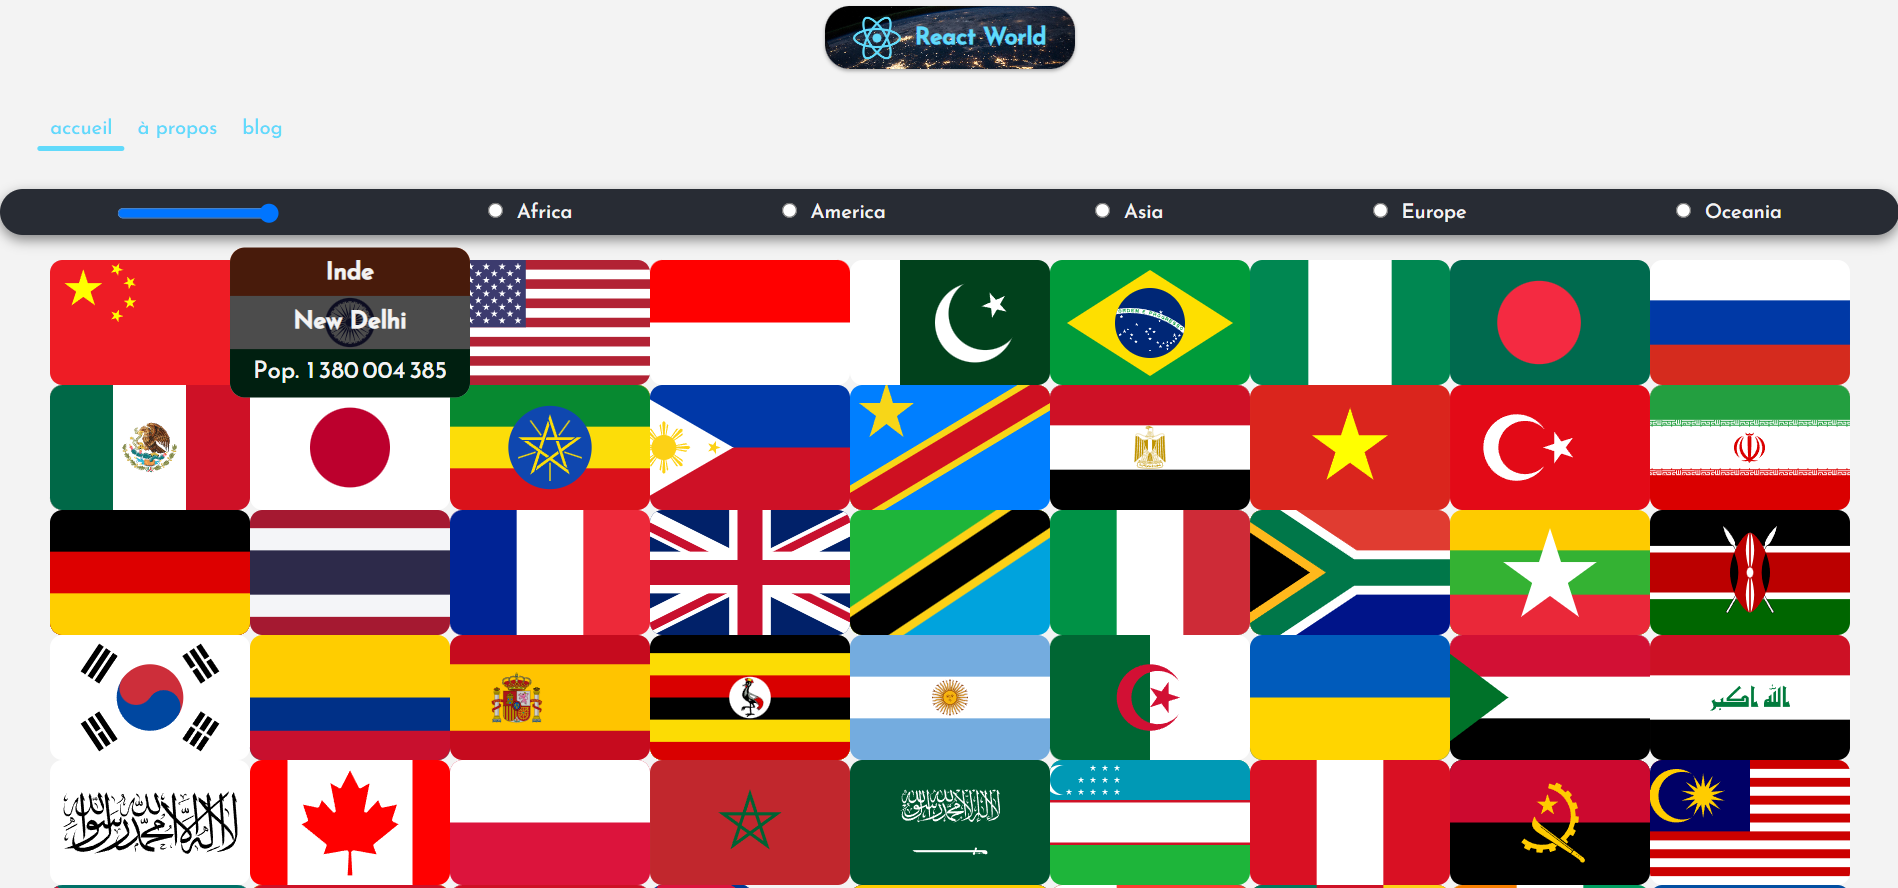 React World
accueil
à propos
blog
Africa
America
Asia
Europe
Oceania
Inde
New Delhi
Pop. 1 380 004 385
الله اكبر
لا إله إلا الله محمد رسول الله
لا إله إلا الله محمد رسول الله